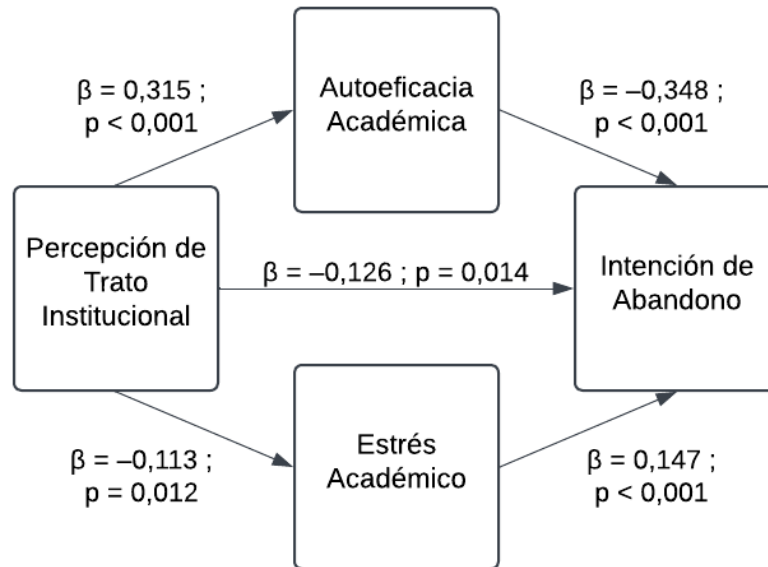 β = 0,315 ;
p < 0,001
Autoeficacia
Académica
β = –0,348 ;
p < 0,001
Percepción de
Trato
Institucional
β = –0,126 ; p = 0,014
Intención de
Abandono
β = –0,113 ;
p = 0,012
Estrés
Académico
β = 0,147 ;
p < 0,001